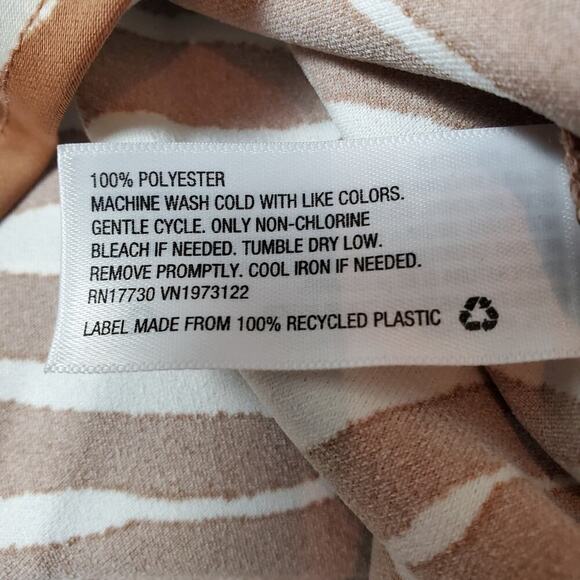 100% POLYESTER
MACHINE WASH COLD WITH LIKE COLORS.
GENTLE CYCLE. ONLY NON-CHLORINE
BLEACH IF NEEDED. TUMBLE DRY LOW.
REMOVE PROMPTLY. COOL IRON IF NEEDED.
RN17730 VN1973122
LABEL MADE FROM 100% RECYCLED PLASTIC